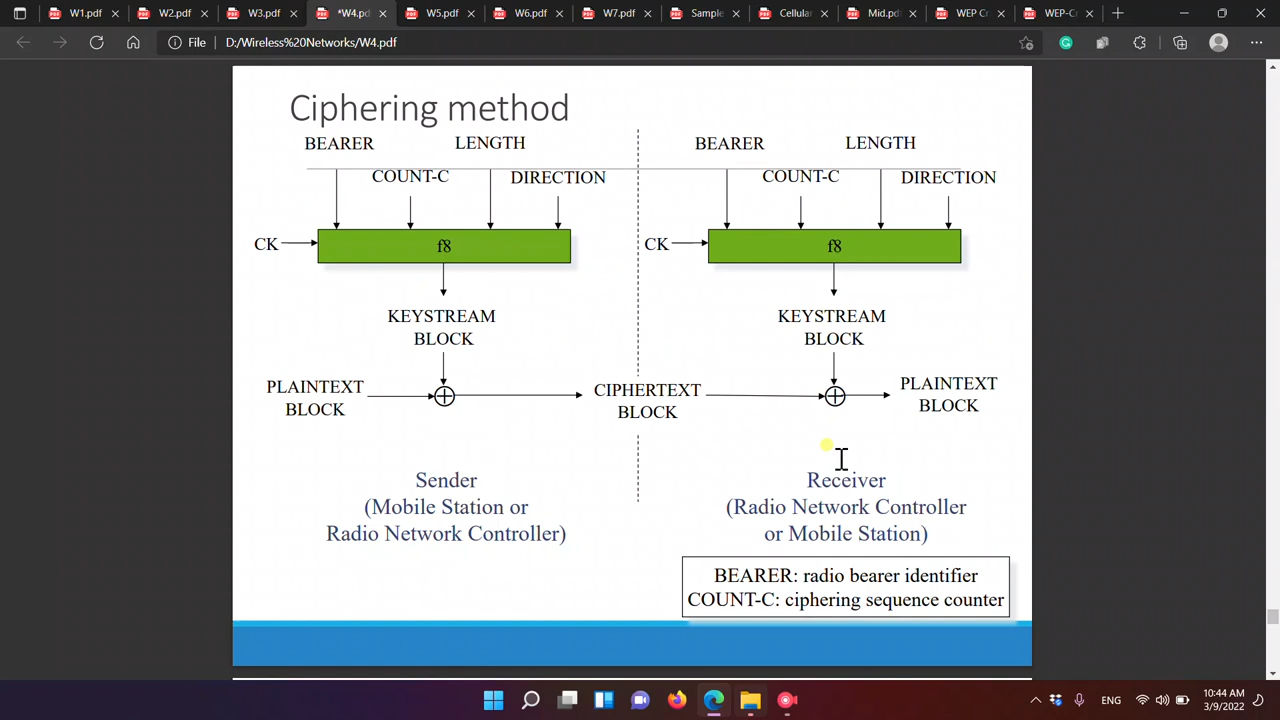 W1.pdf
W2.pdf
W3.pdf
*W4.pd
W5.pdf
W6.pdf
W7.pdf
Sample
Cellular
Mid.pdf
WEP Cr
WEP-C
File
D:/Wireless%20Networks/W4.pdf
Ciphering method
BEARER LENGTH BEARER LENGTH
COUNT-C DIRECTION COUNT-C DIRECTION
CK f8 CK f8
KEYSTREAM
BLOCK
KEYSTREAM
BLOCK
PLAINTEXT
BLOCK
CIPHERTEXT
BLOCK
PLAINTEXT
BLOCK
Sender
(Mobile Station or
Radio Network Controller)
Receiver
(Radio Network Controller
or Mobile Station)
BEARER: radio bearer identifier
COUNT-C: ciphering sequence counter
ENG
10:44 AM
3/9/2022